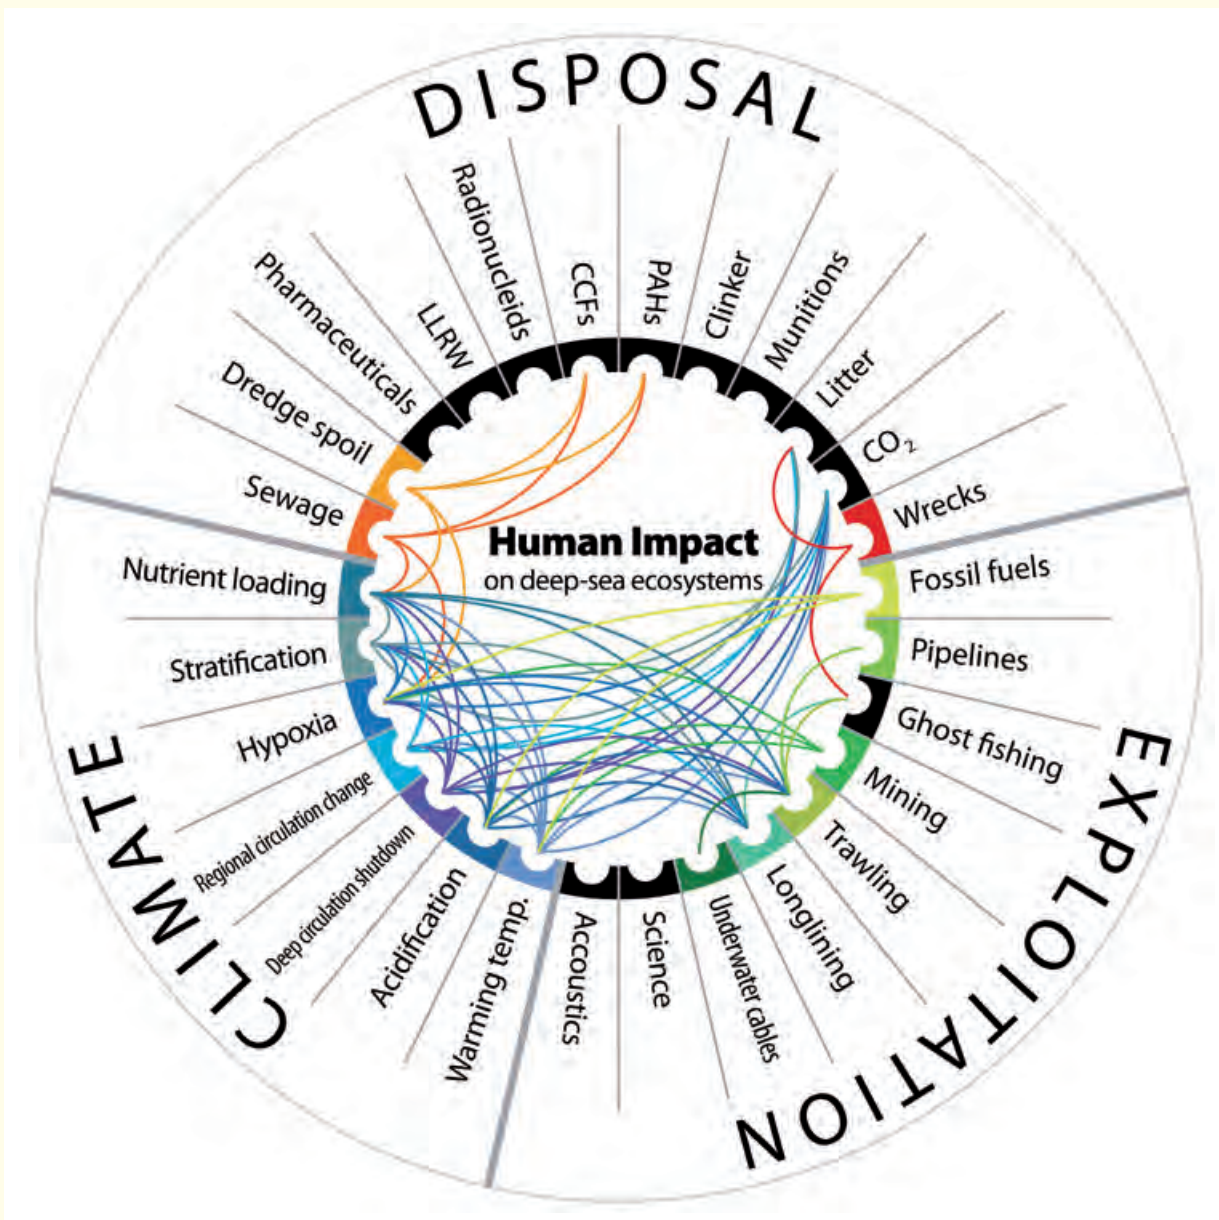 DISPOSAL
Sewage
Dredge spoil
Pharmaceuticals
LLRW
Radionucleids
CCFs
PAHs
Clinker
Munitions
Litter
CO₂
Wrecks
EXPLOITATION
Fossil fuels
Pipelines
Ghost fishing
Mining
Trawling
Longlining
Underwater cables
Science
Accoustics
CLIMATE
Warming temp.
Acidification
Deep circulation shutdown
Regional circulation change
Hypoxia
Stratification
Nutrient loading
Human Impact
on deep-sea ecosystems